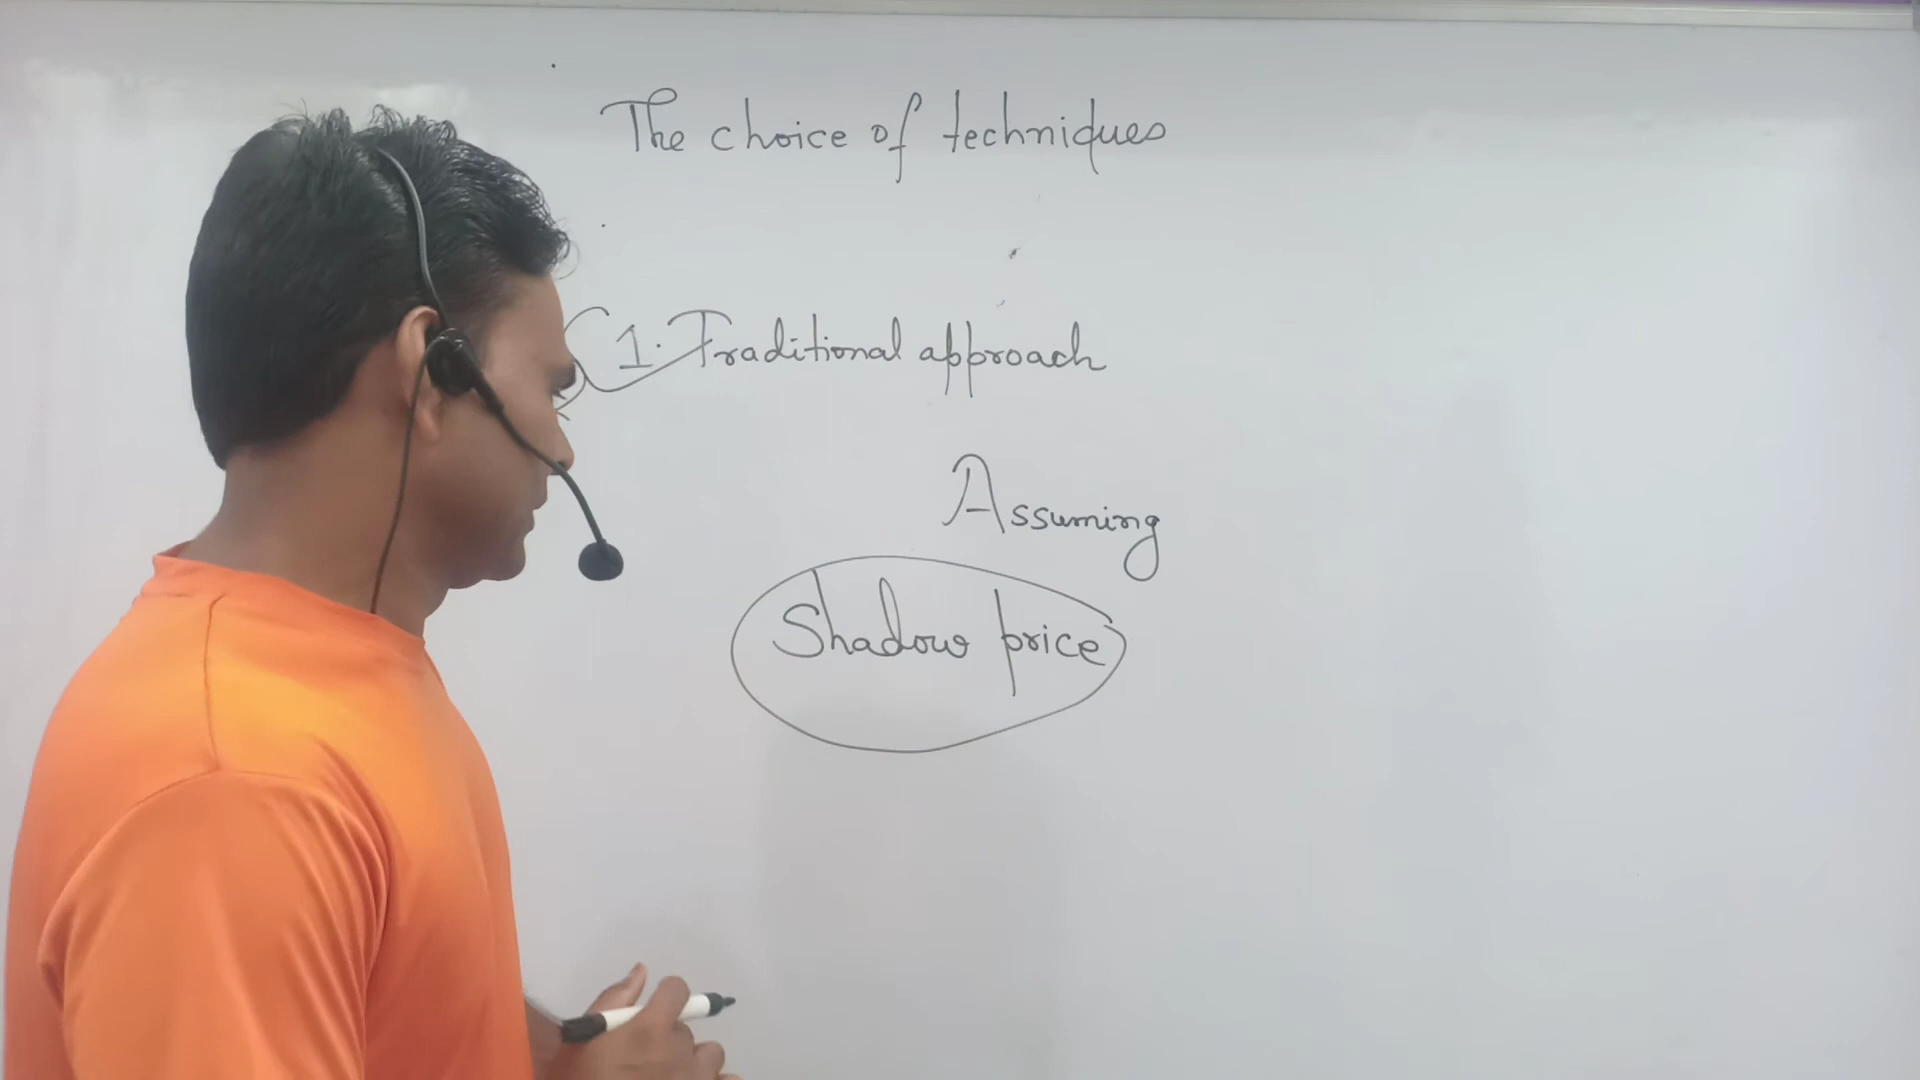 The choice of techniques
1. Traditional approach
Assuming
Shadow price